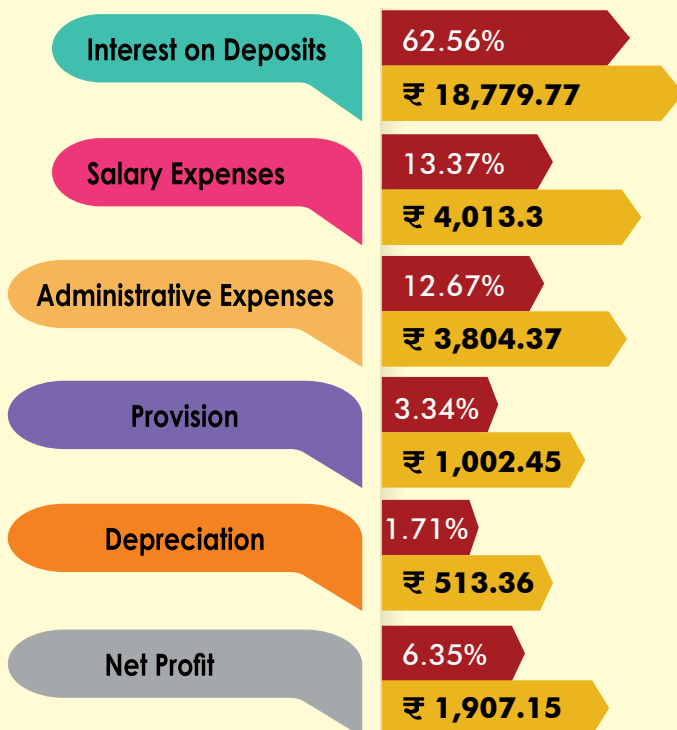 Interest on Deposits
62.56%
₹ 18,779.77
Salary Expenses
13.37%
₹ 4,013.3
Administrative Expenses
12.67%
₹ 3,804.37
Provision
3.34%
₹ 1,002.45
Depreciation
1.71%
₹ 513.36
Net Profit
6.35%
₹ 1,907.15